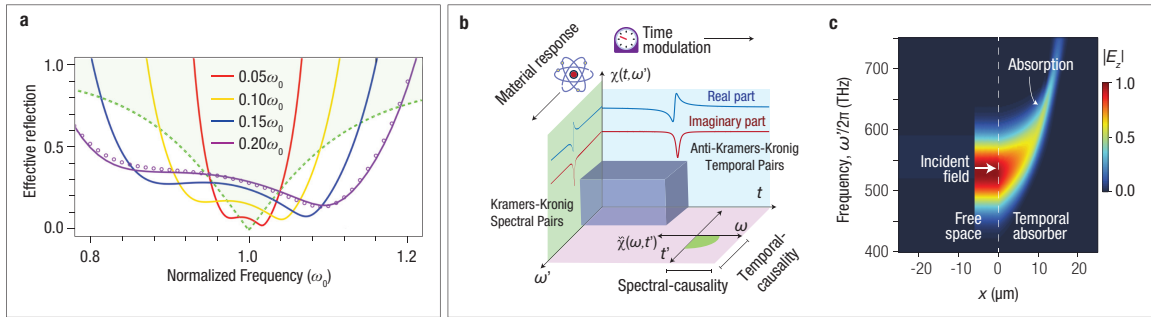 a
1.0
0.5
0.0
Effective reflection
0.8
1.0
1.2
Normalized Frequency (ω₀)
0.05ω₀
0.10ω₀
0.15ω₀
0.20ω₀
b
Material response
Time
modulation
χ(t,ω')
Real part
Imaginary part
Anti-Kramers-Kronig
Temporal Pairs
t
Kramers-Kronig
Spectral Pairs
χ̂(ω,t')
t'
ω
ω'
Spectral-causality
Temporal-
causality
c
700
600
500
400
Frequency, ω'/2π (THz)
Absorption
Incident
field
Free
space
Temporal
absorber
-20
-10
0
10
20
x (μm)
|E_z|
1.0
0.5
0.0